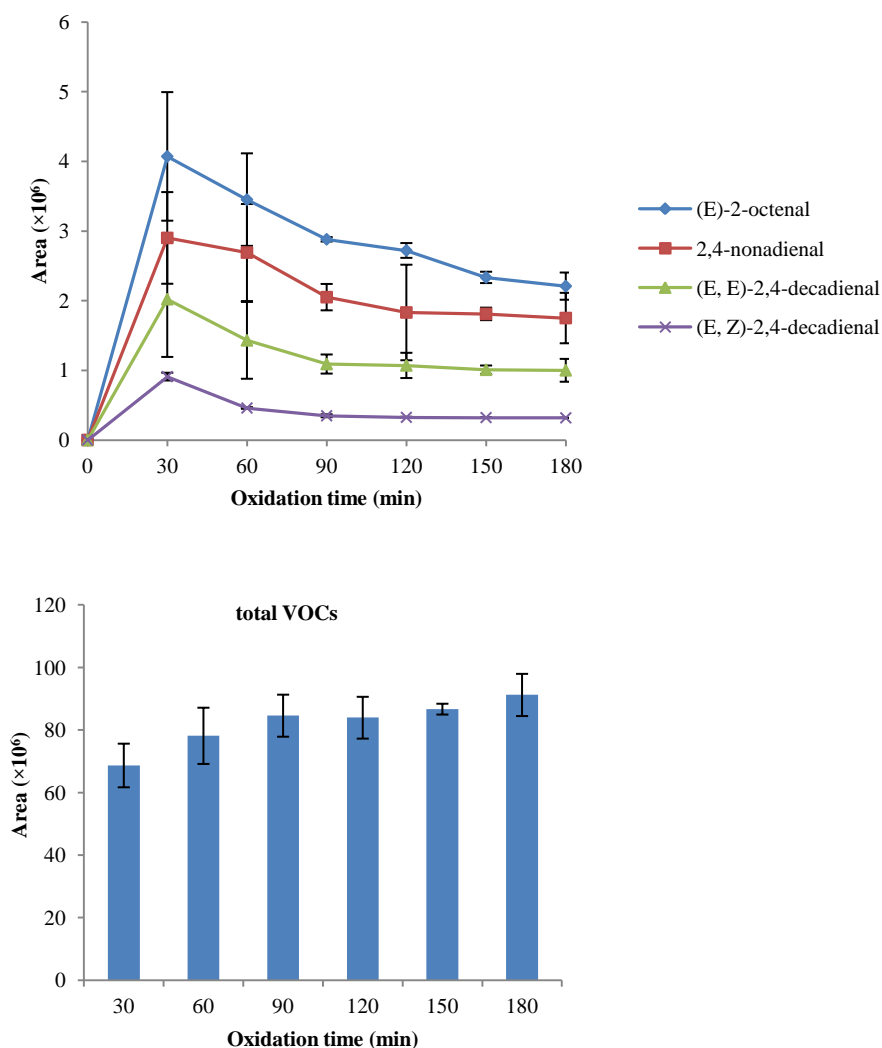 6
5
4
3
2
1
0
Area (×10⁶)
0 30 60 90 120 150 180
Oxidation time (min)
(E)-2-octenal
2,4-nonadienal
(E, E)-2,4-decadienal
(E, Z)-2,4-decadienal
total VOCs
120
100
80
60
40
20
0
Area (×10⁶)
30 60 90 120 150 180
Oxidation time (min)